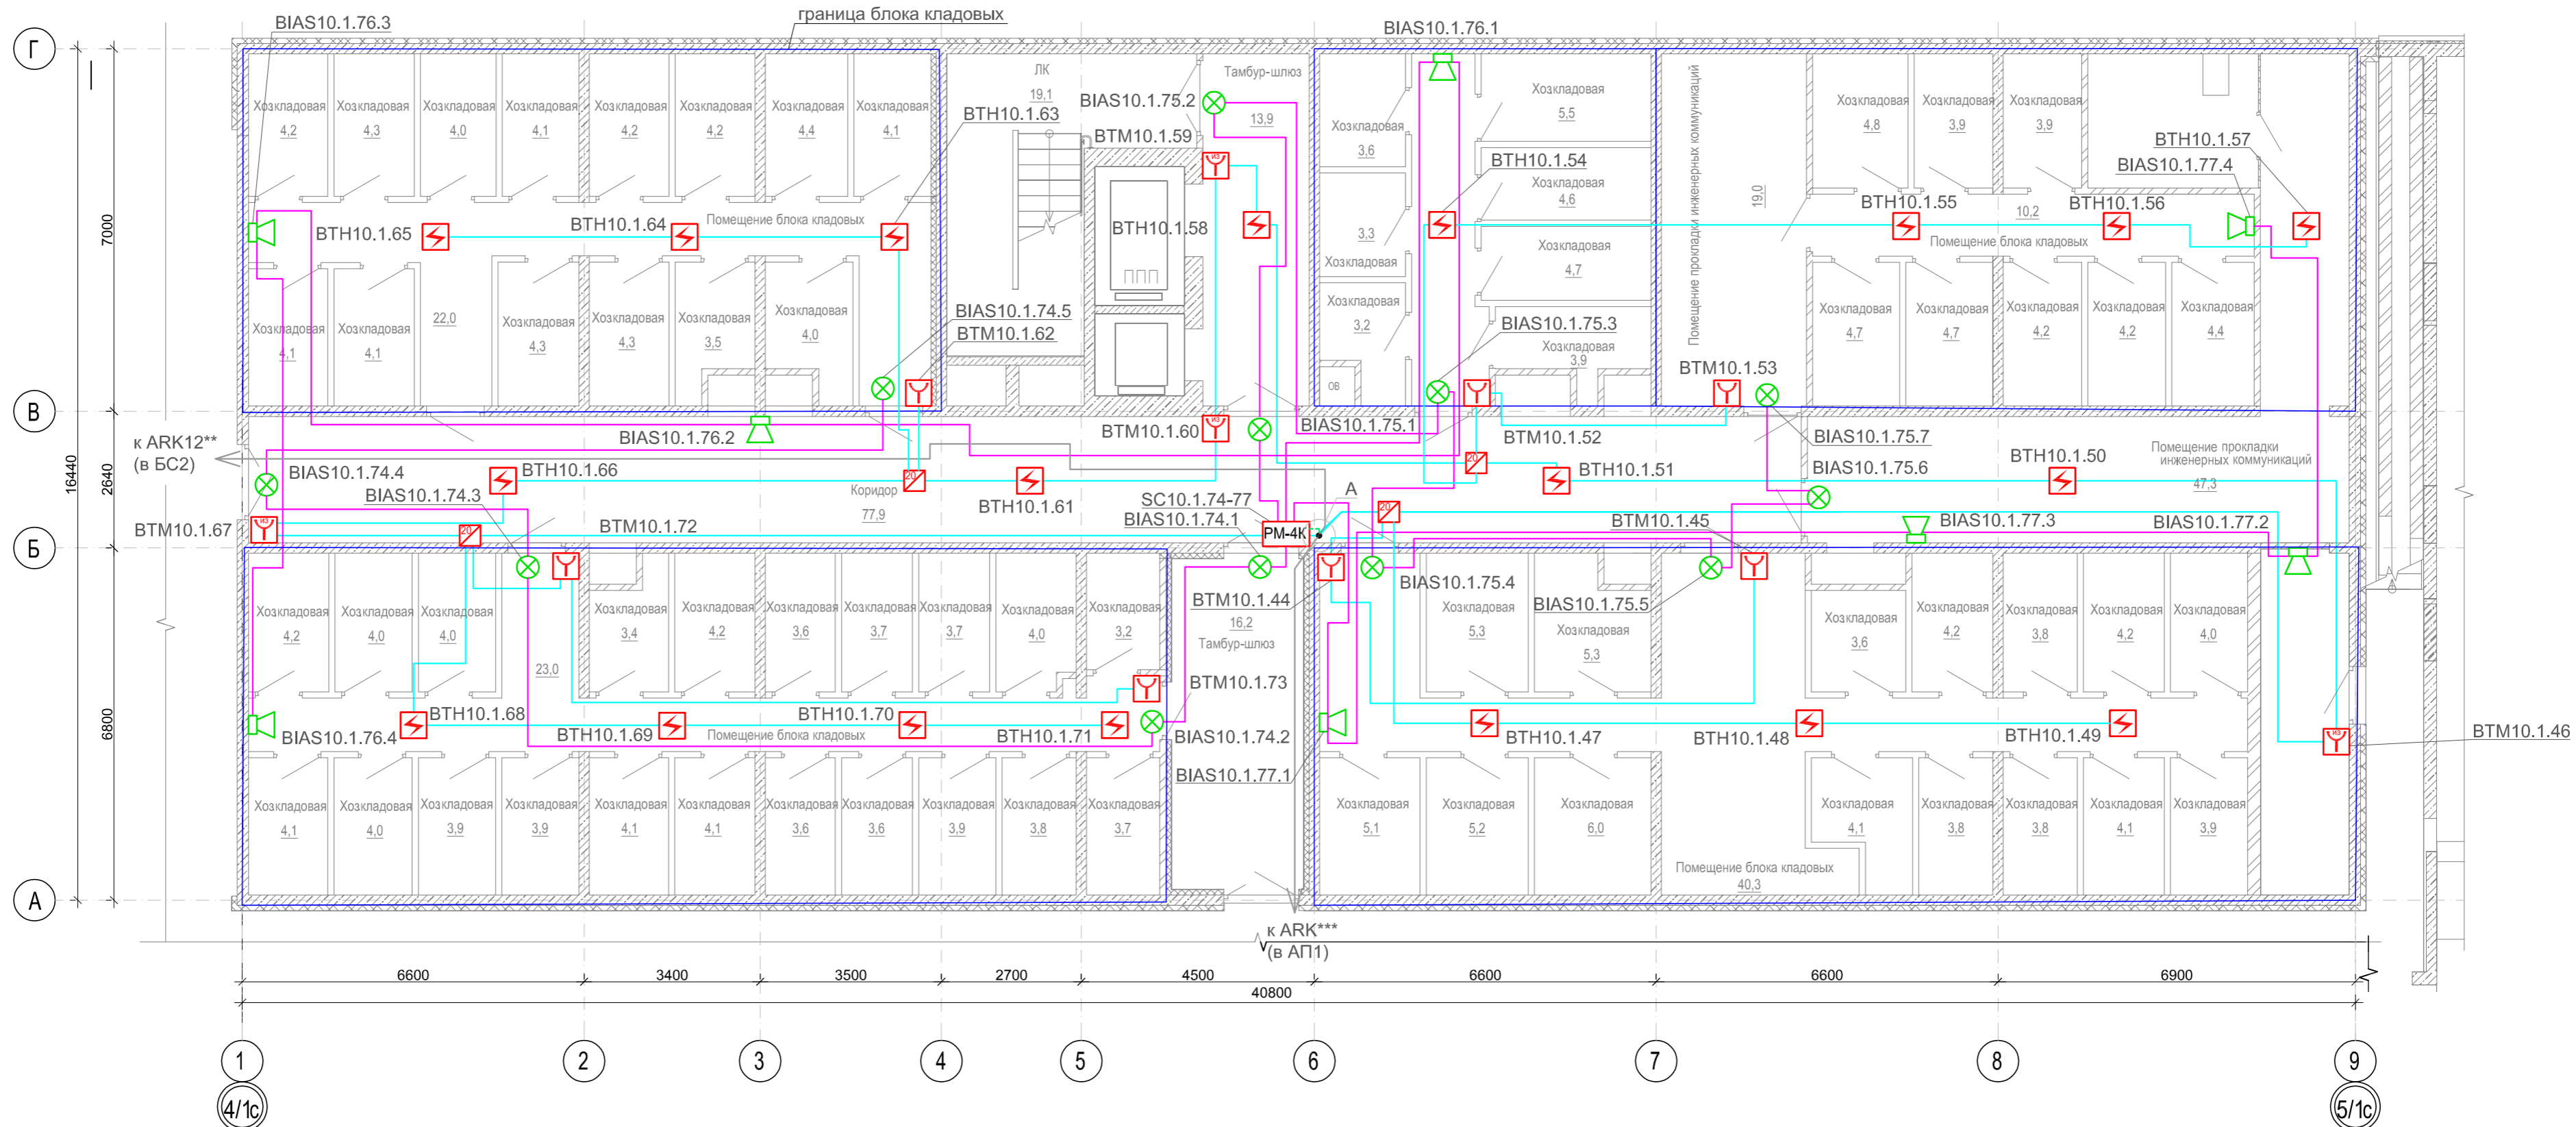 граница блока кладовых
BIAS10.1.76.3
BIAS10.1.76.1
Г
Хозкладовая
4,2
Хозкладовая
4,3
Хозкладовая
4,0
Хозкладовая
4,1
Хозкладовая
4,2
Хозкладовая
4,2
Хозкладовая
4,4
Хозкладовая
4,1
ЛК
19,1
BTH10.1.63
BIAS10.1.75.2
BTM10.1.59
Тамбур-шлюз
13,9
из
Хозкладовая
3,6
Хозкладовая
5,5
BTH10.1.54
Хозкладовая
4,6
3,3
Хозкладовая
Хозкладовая
4,7
Хозкладовая
3,2
BIAS10.1.75.3
Хозкладовая
3,9
ОВ
Помещение прокладки инженерных коммуникаций
19,0
Хозкладовая
4,8
Хозкладовая
3,9
Хозкладовая
3,9
BTH10.1.57
BIAS10.1.77.4
BTH10.1.55
10,2
BTH10.1.56
Помещение блока кладовых
Хозкладовая
4,7
Хозкладовая
4,7
Хозкладовая
4,2
Хозкладовая
4,2
Хозкладовая
4,4
BTM10.1.53
BTH10.1.65
BTH10.1.64
Помещение блока кладовых
BTH10.1.58
ППП
Хозкладовая
4,1
Хозкладовая
4,1
22,0
Хозкладовая
4,3
Хозкладовая
4,3
Хозкладовая
3,5
Хозкладовая
4,0
BIAS10.1.74.5
BTM10.1.62
7000
В
к ARK12**
(в БС2)
BIAS10.1.76.2
BTM10.1.60
из
BIAS10.1.75.1
BTM10.1.52
BIAS10.1.75.7
BIAS10.1.74.4
BTH10.1.66
BIAS10.1.74.3
20
Коридор
77,9
BTH10.1.61
SC10.1.74-77
BIAS10.1.74.1
А
20
BTH10.1.51
BIAS10.1.75.6
BTH10.1.50
Помещение прокладки
инженерных коммуникаций
47,3
16440
2640
BTM10.1.67
из
20
BTM10.1.72
РМ-4К
20
BTM10.1.45
BIAS10.1.77.3
BIAS10.1.77.2
Б
Хозкладовая
4,2
Хозкладовая
4,0
Хозкладовая
4,0
23,0
Хозкладовая
3,4
Хозкладовая
4,2
Хозкладовая
3,6
Хозкладовая
3,7
Хозкладовая
3,7
Хозкладовая
4,0
Хозкладовая
3,2
BTM10.1.44
16,2
Тамбур-шлюз
BIAS10.1.75.4
BIAS10.1.75.5
Хозкладовая
5,3
Хозкладовая
5,3
Хозкладовая
3,6
Хозкладовая
4,2
Хозкладовая
3,8
Хозкладовая
4,2
Хозкладовая
4,0
6800
BTM10.1.73
BIAS10.1.76.4
BTH10.1.68
BTH10.1.69
BTH10.1.70
Помещение блока кладовых
BTH10.1.71
BIAS10.1.74.2
BIAS10.1.77.1
BTH10.1.47
BTH10.1.48
BTH10.1.49
из
BTM10.1.46
Хозкладовая
4,1
Хозкладовая
4,0
Хозкладовая
3,9
Хозкладовая
3,9
Хозкладовая
4,1
Хозкладовая
4,1
Хозкладовая
3,6
Хозкладовая
3,6
Хозкладовая
3,9
Хозкладовая
3,8
Хозкладовая
3,7
Хозкладовая
5,1
Хозкладовая
5,2
Хозкладовая
6,0
Хозкладовая
4,1
Хозкладовая
3,8
Хозкладовая
3,8
Хозкладовая
4,1
Хозкладовая
3,9
Помещение блока кладовых
40,3
А
к ARK***
(в АП1)
6600
3400
3500
2700
4500
6600
6600
6900
40800
1
2
3
4
5
6
7
8
9
4/1с
5/1с